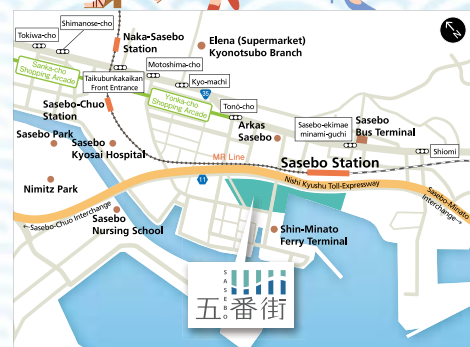 Tokiwa-cho
Shimanose-cho
Naka-Sasebo
Station
Elena (Supermarket)
Kyonotsubo Branch
N
Sanka-cho
Shopping Arcade
Taikubunkakaikan
Front Entrance
Motoshima-cho
Kyo-machi
35
Yonka-cho
Shopping Arcade
Tonö-cho
Sasebo-Chuo
Station
Arkas
Sasebo
Sasebo-ekimae
minami-guchi
Sasebo
Bus Terminal
Shiomi
Sasebo Park
Sasebo
Kyosai Hospital
MR Line
Sasebo Station
Nimitz Park
11
Nishi Kyushu Toll-Expressway
Sasebo-Minato
Interchange→
←Sasebo-Chuo Interchange
Sasebo
Nursing School
Shin-Minato
Ferry Terminal
SASEBO
五番街